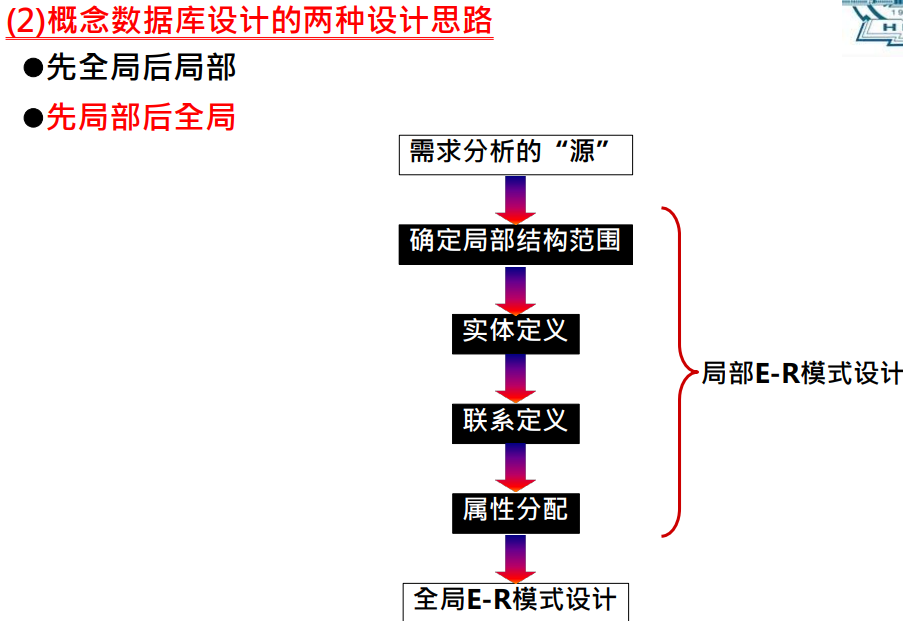 (2)概念数据库设计的两种设计思路
●先全局后局部
●先局部后全局
需求分析的“源”
确定局部结构范围
实体定义
联系定义
属性分配
局部E-R模式设计
全局E-R模式设计